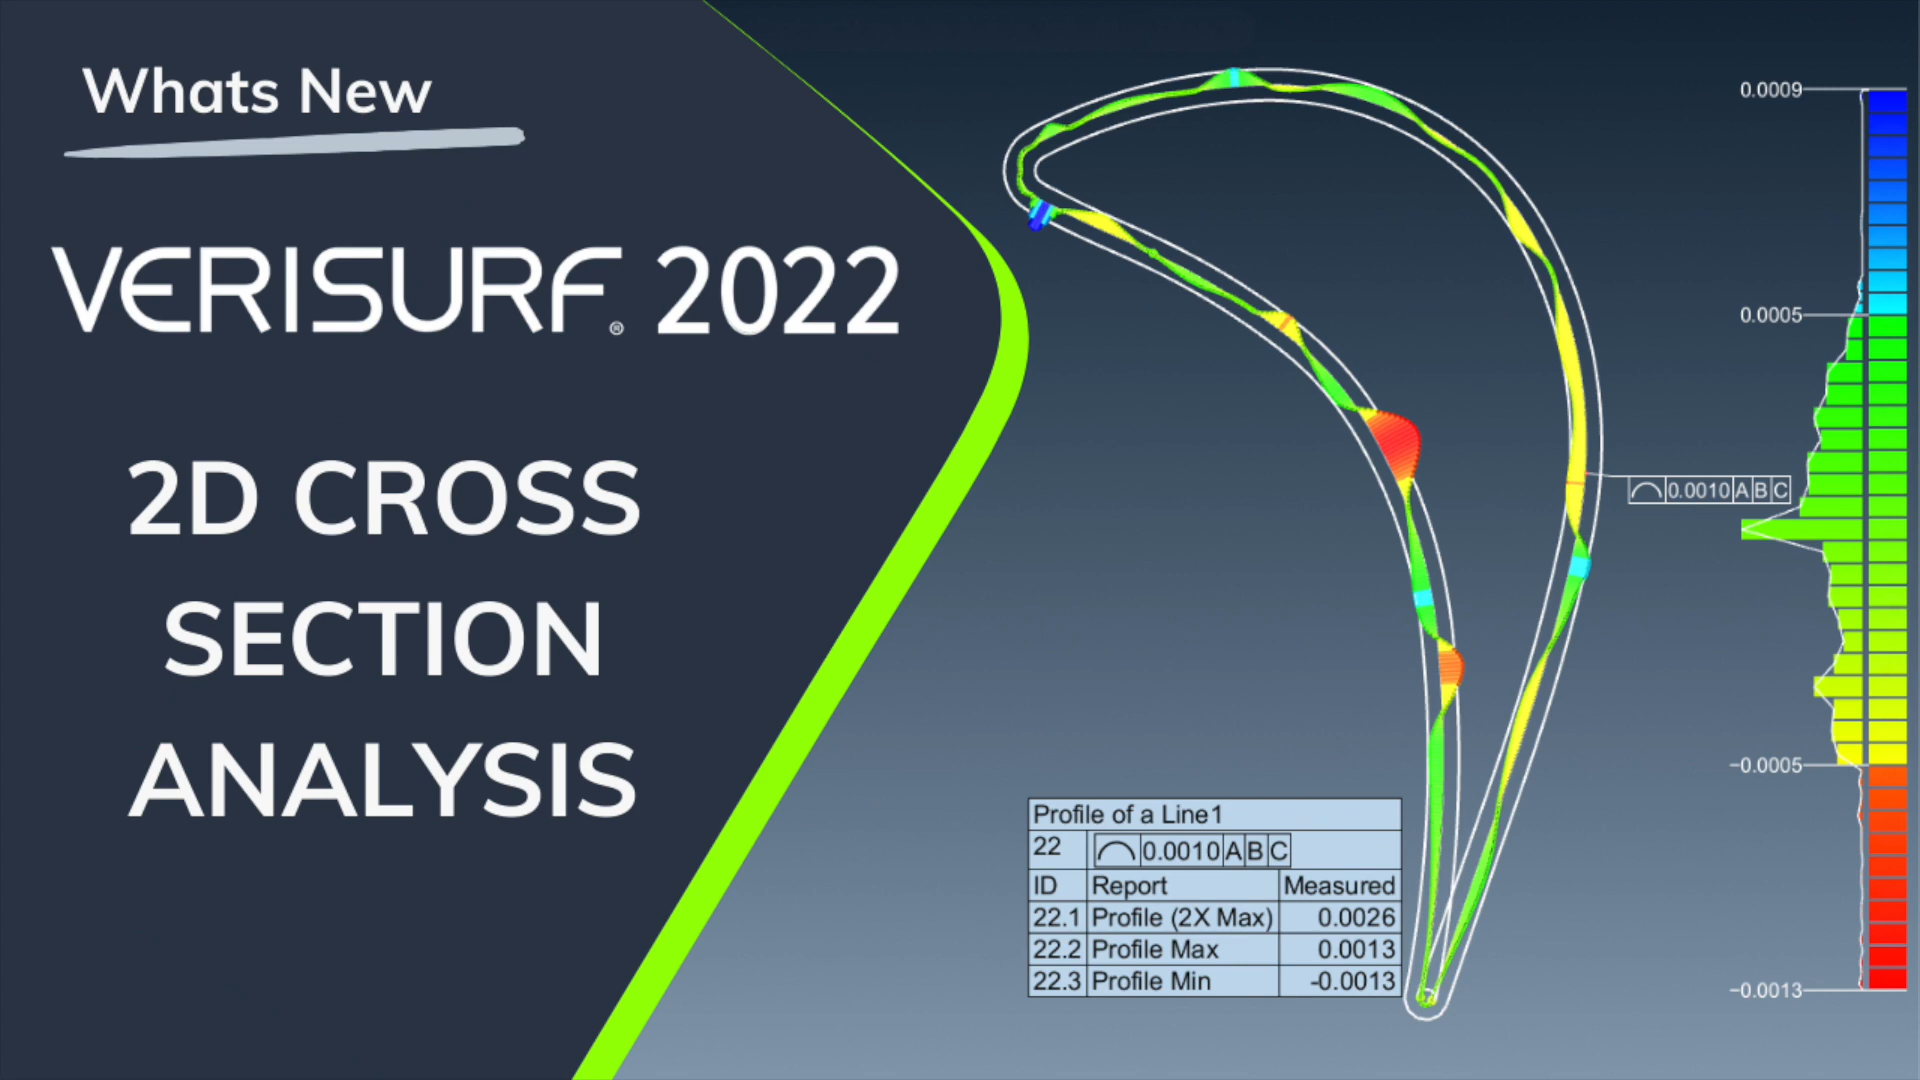 Whats New
VERISURF® 2022
2D CROSS
SECTION
ANALYSIS
0.0009
0.0005
⌒ 0.0010 A B C
−0.0005
−0.0013
Profile of a Line1
22 ⌒ 0.0010 A B C
ID Report Measured
22.1 Profile (2X Max) 0.0026
22.2 Profile Max 0.0013
22.3 Profile Min -0.0013